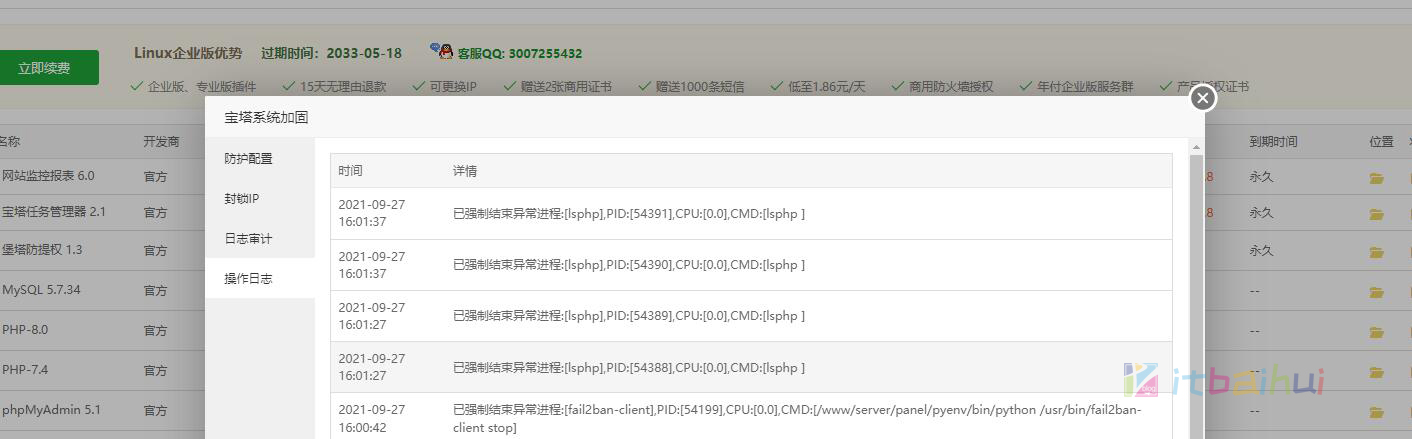 Linux企业版优势 过期时间：2033-05-18 客服QQ: 3007255432
立即续费
企业版、专业版插件 15天无理由退款 可更换IP 赠送2张商用证书 赠送1000条短信 低至1.86元/天 商用防火墙授权 年付企业版服务群 产品授权证书
宝塔系统加固
名称 开发商 到期时间 位置
防护配置
封锁IP
日志审计
操作日志
时间 详情
2021-09-27
16:01:37
已强制结束异常进程:[lsphp],PID:[54391],CPU:[0.0],CMD:[lsphp ]
2021-09-27
16:01:37
已强制结束异常进程:[lsphp],PID:[54390],CPU:[0.0],CMD:[lsphp ]
2021-09-27
16:01:27
已强制结束异常进程:[lsphp],PID:[54389],CPU:[0.0],CMD:[lsphp ]
2021-09-27
16:01:27
已强制结束异常进程:[lsphp],PID:[54388],CPU:[0.0],CMD:[lsphp ]
2021-09-27
16:00:42
已强制结束异常进程:[fail2ban-client],PID:[54199],CPU:[0.0],CMD:[/www/server/panel/pyenv/bin/python /usr/bin/fail2ban-
client stop]
网站监控报表 6.0 官方 .8 永久
宝塔任务管理器 2.1 官方 8 永久
堡塔防提权 1.3 官方 永久
MySQL 5.7.34 官方 --
PHP-8.0 官方 --
PHP-7.4 官方 --
phpMyAdmin 5.1 官方 --
itbaihui